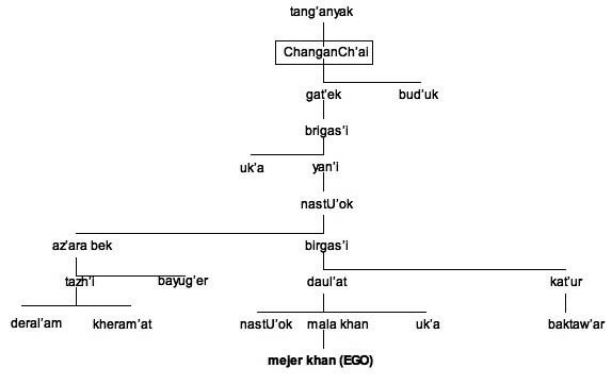 tang'anyak
ChanganCh'ai
gat'ek bud'uk
brigas'i
uk'a yan'i
nastU'ok
az'ara bek birgas'i
tazh'i bayug'er daul'at kat'ur
deral'am kheram'at nastU'ok mala khan uk'a baktaw'ar
mejer khan (EGO)